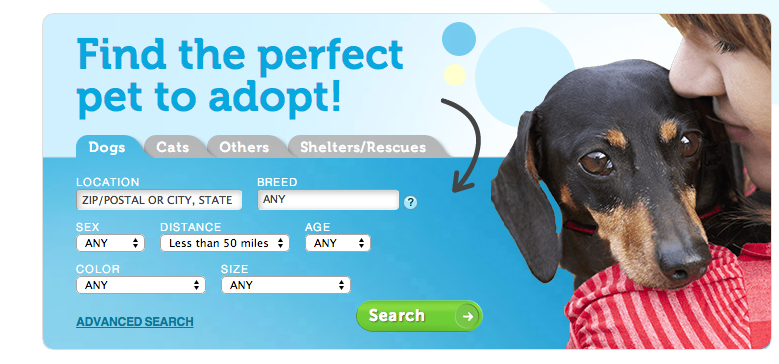 Find the perfect
pet to adopt!
Dogs Cats Others Shelters/Rescues
LOCATION BREED
ZIP/POSTAL OR CITY, STATE ANY ?
SEX DISTANCE AGE
ANY Less than 50 miles ANY
COLOR SIZE
ANY ANY
ADVANCED SEARCH Search